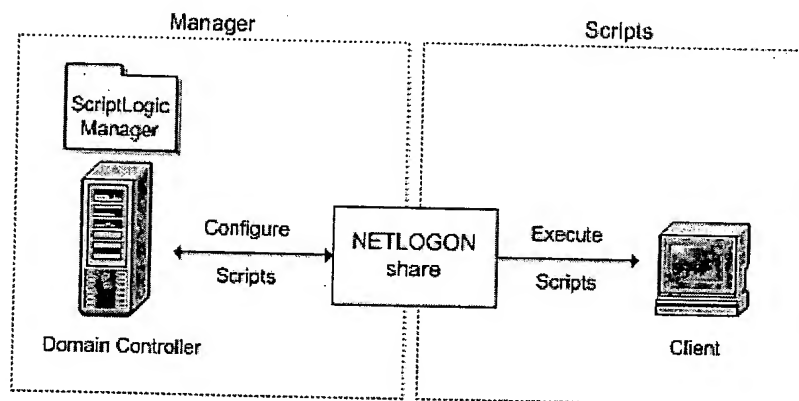 Manager
Scripts
ScriptLogic
Manager
Configure
Scripts
NETLOGON
share
Execute
Scripts
Domain Controller
Client